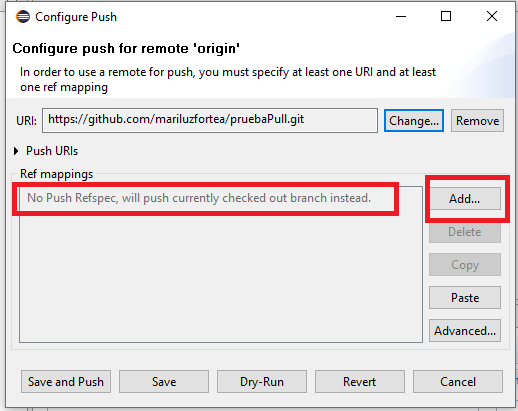 Configure Push
Configure push for remote 'origin'
In order to use a remote for push, you must specify at least one URI and at least
one ref mapping
URI: https://github.com/mariluzfortea/pruebaPull.git Change... Remove
Push URIs
Ref mappings
No Push Refspec, will push currently checked out branch instead. Add...
Delete
Copy
Paste
Advanced...
Save and Push Save Dry-Run Revert Cancel